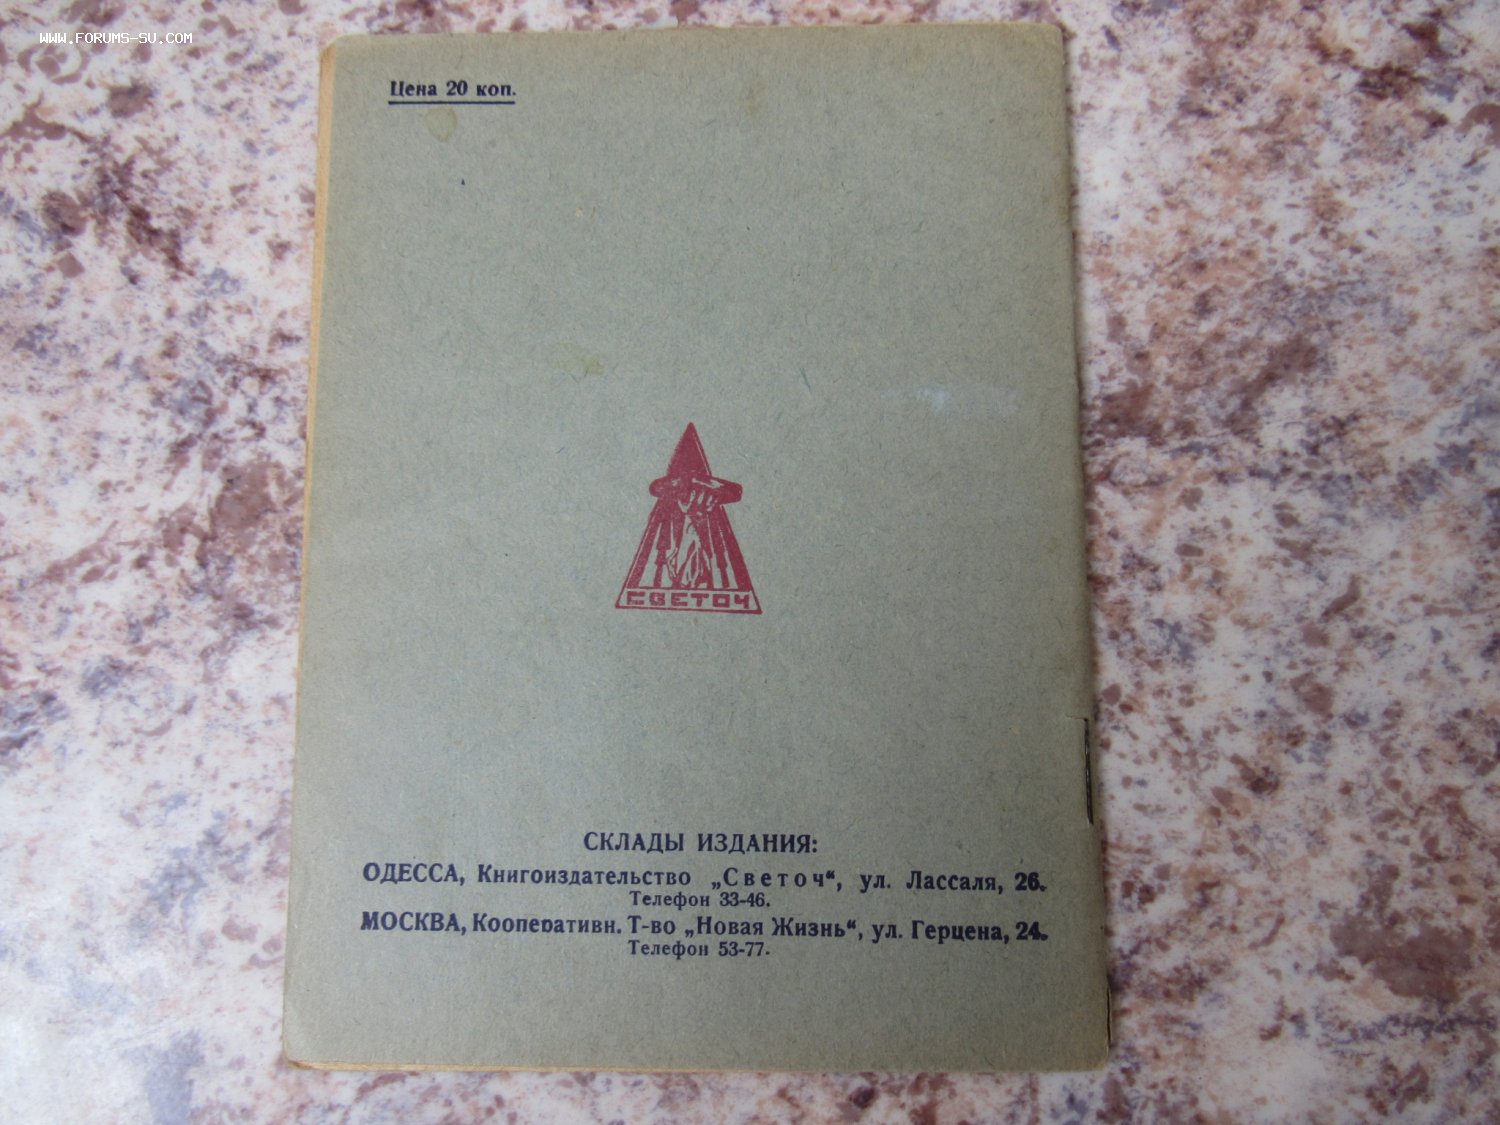 WWW.FORUMS-SU.COM
Цена 20 коп.
СВЕТОЧ
СКЛАДЫ ИЗДАНИЯ:
ОДЕССА, Книгоиздательство „Светоч“, ул. Лассаля, 26.
Телефон 33-46.
МОСКВА, Кооперативн. Т-во „Новая Жизнь“, ул. Герцена, 24.
Телефон 53-77.